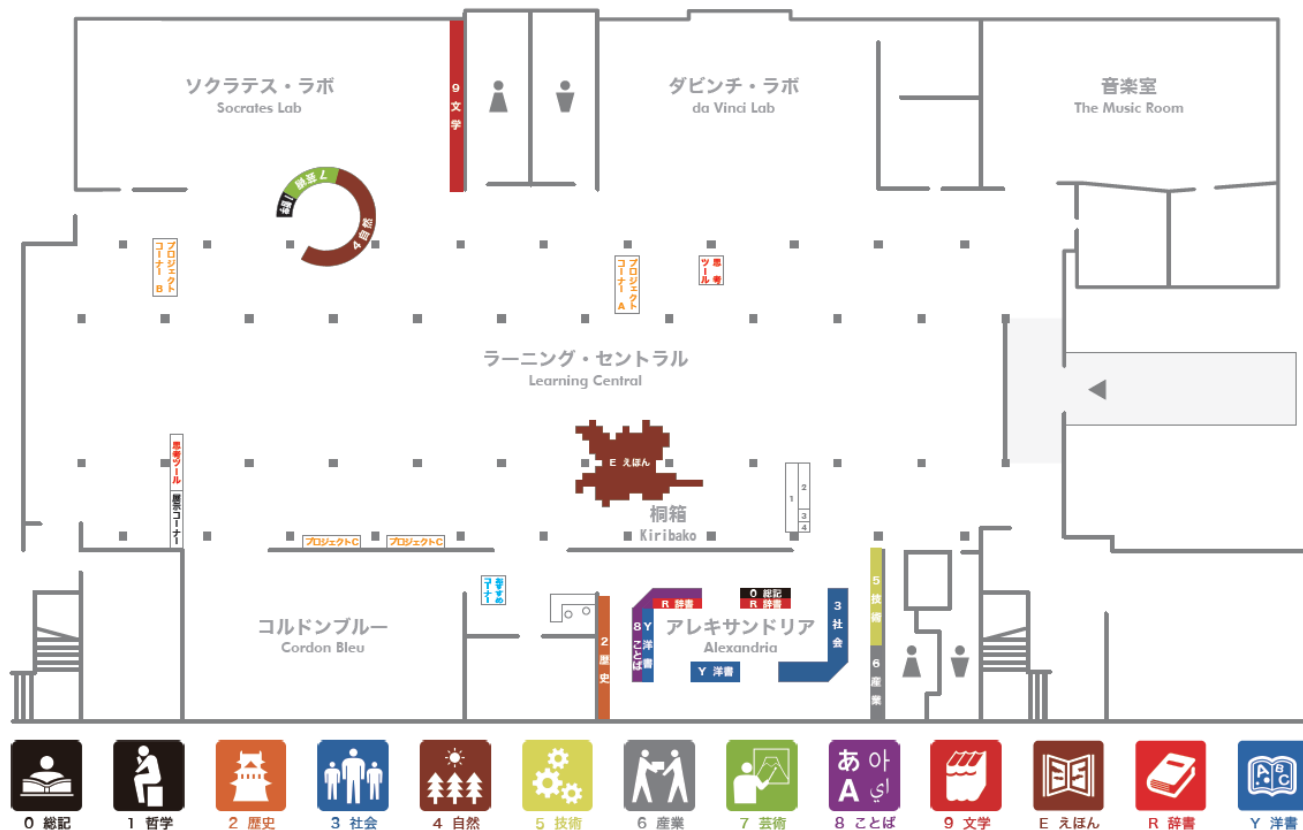 ソクラテス・ラボ
Socrates Lab
9 文学
ダビンチ・ラボ
da Vinci Lab
音楽室
The Music Room
7 芸術
1 哲学
4 自然
プロジェクト
コーナー B
プロジェクト
コーナー A
思考
ツール
ラーニング・セントラル
Learning Central
思考ツール
展示コーナー
E えほん
桐箱
Kiribako
1
2
3
4
プロジェクトC
プロジェクトC
おすすめ
コーナー
コルドンブルー
Cordon Bleu
2 歴史
R 辞書
8 ことば
Y 洋書
0 総記
R 辞書
アレキサンドリア
Alexandria
Y 洋書
3 社会
5 技術
6 産業
あ 아
A اي
A B C
0 総記
1 哲学
2 歴史
3 社会
4 自然
5 技術
6 産業
7 芸術
8 ことば
9 文学
E えほん
R 辞書
Y 洋書